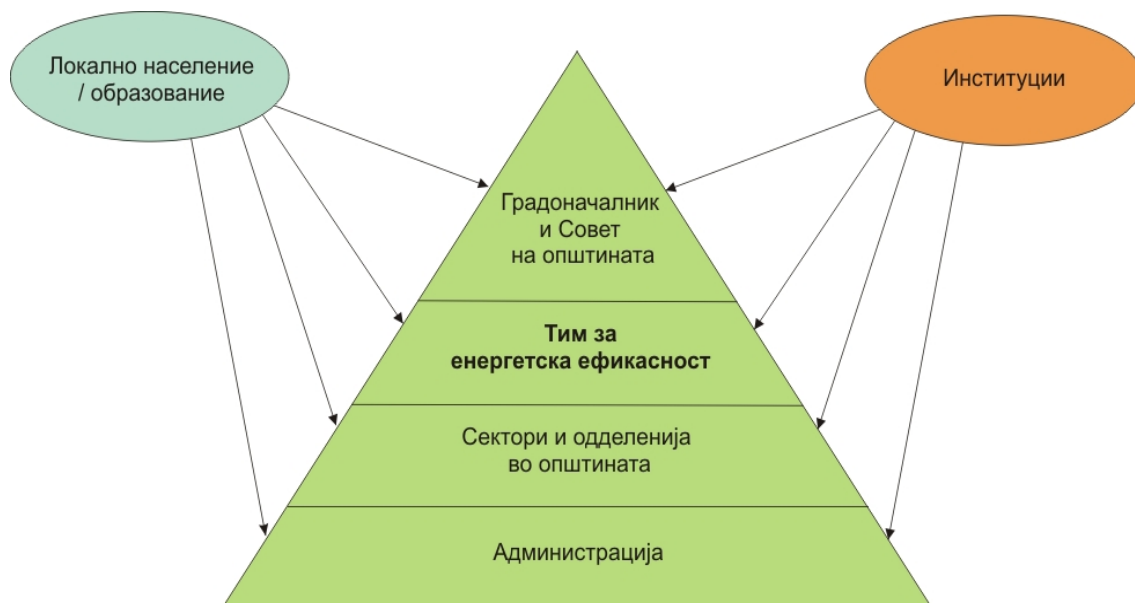 Локално население
/ образование
Институции
Градоначалник
и Совет
на општината
Тим за
енергетска ефикасност
Сектори и одделенија
во општината
Администрација